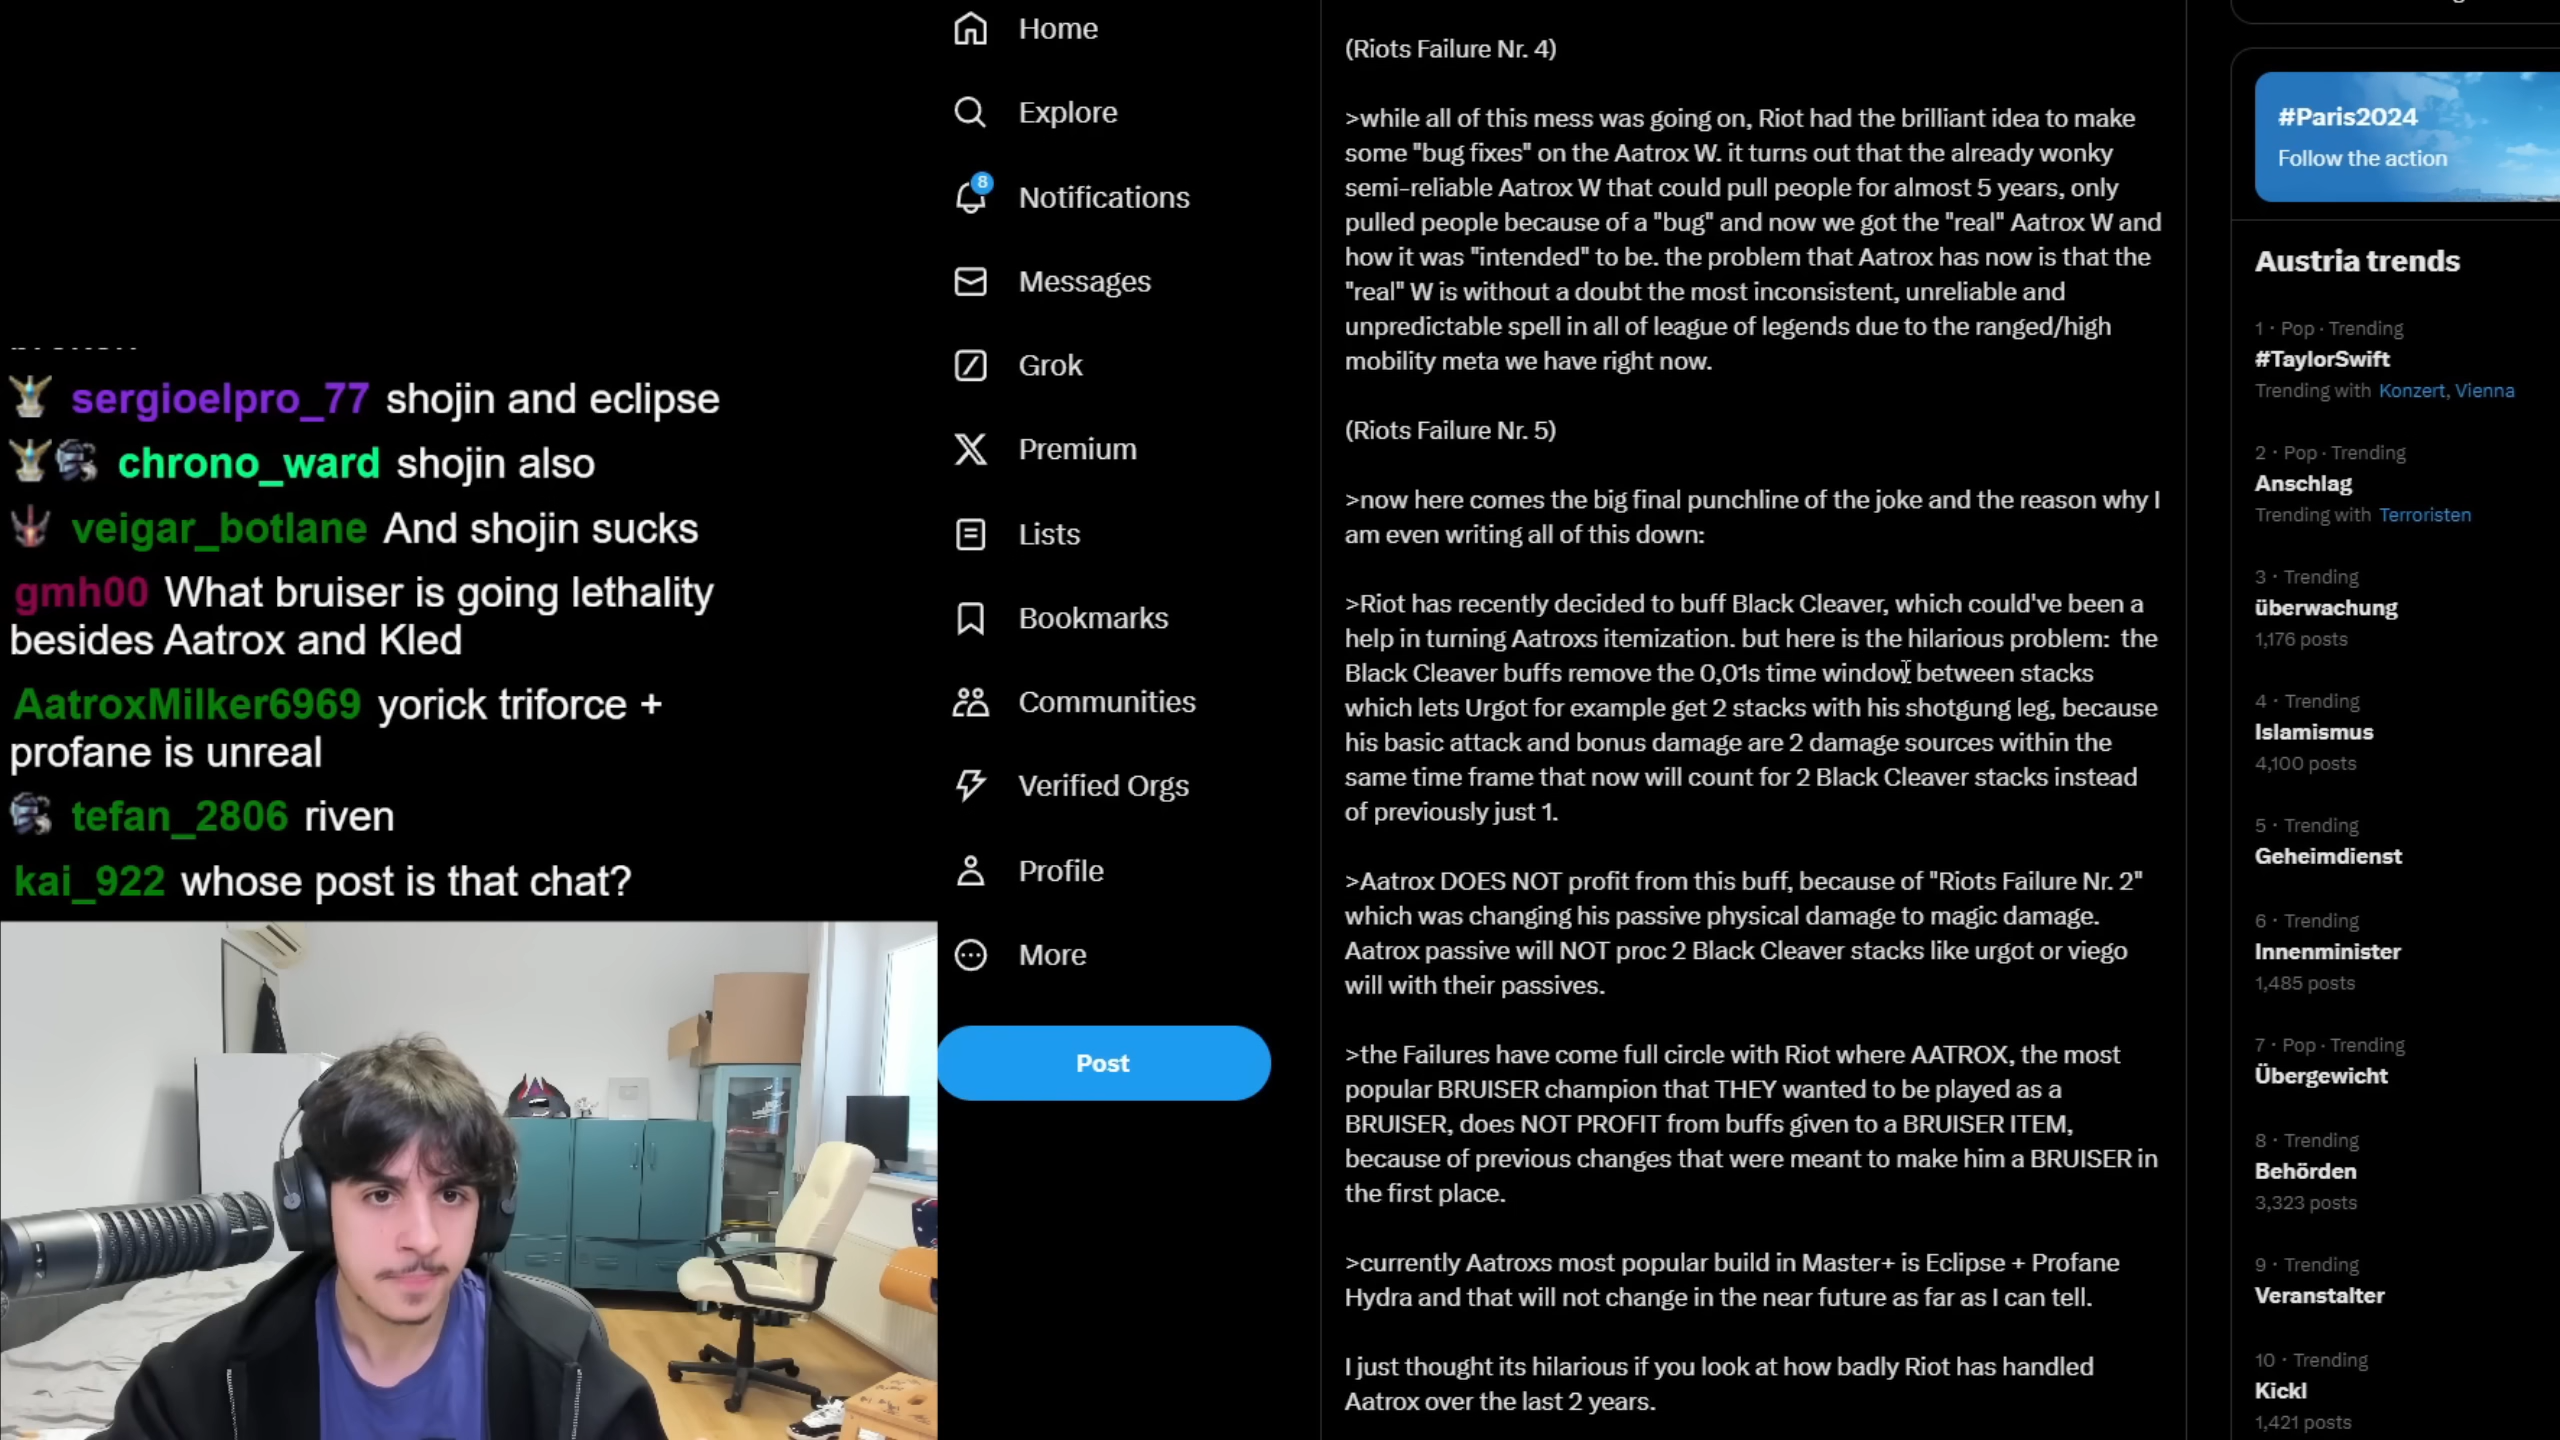 sergioelpro_77 shojin and eclipse
chrono_ward shojin also
veigar_botlane And shojin sucks
gmh00 What bruiser is going lethality
besides Aatrox and Kled
AatroxMilker6969 yorick triforce +
profane is unreal
tefan_2806 riven
kai_922 whose post is that chat?
Home
Explore
8
Notifications
Messages
Grok
Premium
Lists
Bookmarks
Communities
Verified Orgs
Profile
More
Post
(Riots Failure Nr. 4)
>while all of this mess was going on, Riot had the brilliant idea to make
some "bug fixes" on the Aatrox W. it turns out that the already wonky
semi-reliable Aatrox W that could pull people for almost 5 years, only
pulled people because of a "bug" and now we got the "real" Aatrox W and
how it was "intended" to be. the problem that Aatrox has now is that the
"real" W is without a doubt the most inconsistent, unreliable and
unpredictable spell in all of league of legends due to the ranged/high
mobility meta we have right now.
(Riots Failure Nr. 5)
>now here comes the big final punchline of the joke and the reason why I
am even writing all of this down:
>Riot has recently decided to buff Black Cleaver, which could've been a
help in turning Aatroxs itemization. but here is the hilarious problem: the
Black Cleaver buffs remove the 0,01s time window between stacks
which lets Urgot for example get 2 stacks with his shotgung leg, because
his basic attack and bonus damage are 2 damage sources within the
same time frame that now will count for 2 Black Cleaver stacks instead
of previously just 1.
>Aatrox DOES NOT profit from this buff, because of "Riots Failure Nr. 2"
which was changing his passive physical damage to magic damage.
Aatrox passive will NOT proc 2 Black Cleaver stacks like urgot or viego
will with their passives.
>the Failures have come full circle with Riot where AATROX, the most
popular BRUISER champion that THEY wanted to be played as a
BRUISER, does NOT PROFIT from buffs given to a BRUISER ITEM,
because of previous changes that were meant to make him a BRUISER in
the first place.
>currently Aatroxs most popular build in Master+ is Eclipse + Profane
Hydra and that will not change in the near future as far as I can tell.
I just thought its hilarious if you look at how badly Riot has handled
Aatrox over the last 2 years.
#Paris2024
Follow the action
Austria trends
1 · Pop · Trending
#TaylorSwift
Trending with Konzert, Vienna
2 · Pop · Trending
Anschlag
Trending with Terroristen
3 · Trending
überwachung
1,176 posts
4 · Trending
Islamismus
4,100 posts
5 · Trending
Geheimdienst
6 · Trending
Innenminister
1,485 posts
7 · Pop · Trending
Übergewicht
8 · Trending
Behörden
3,323 posts
9 · Trending
Veranstalter
10 · Trending
Kickl
1,421 posts